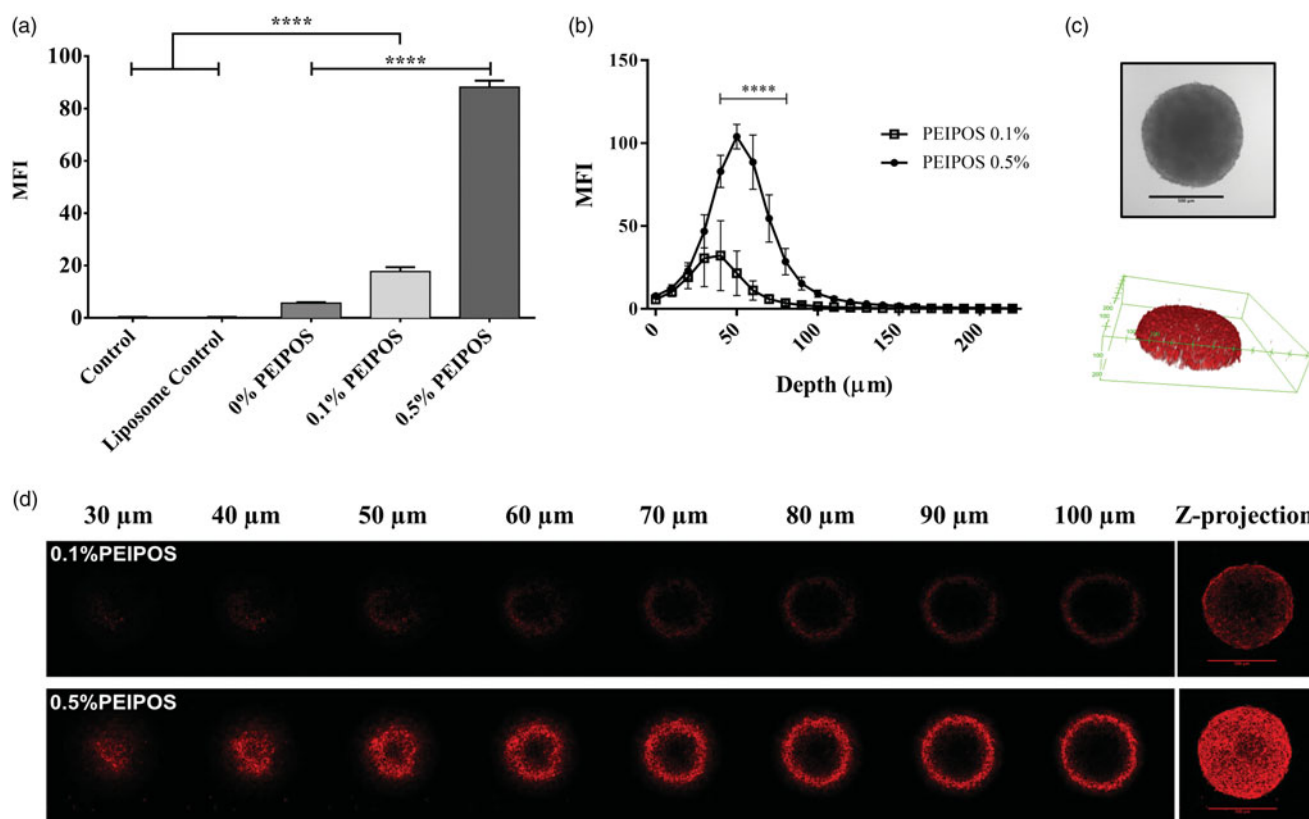 (a)
****
****
100
80
60
40
20
0
MFI
Control
Liposome Control
0% PEIPOS
0.1% PEIPOS
0.5% PEIPOS
(b)
150
100
50
0
MFI
****
PEIPOS 0.1%
PEIPOS 0.5%
0
50
100
150
200
Depth (μm)
(c)
(d)
30 µm 40 µm 50 µm 60 µm 70 µm 80 µm 90 µm 100 µm Z-projection
0.1%PEIPOS
0.5%PEIPOS